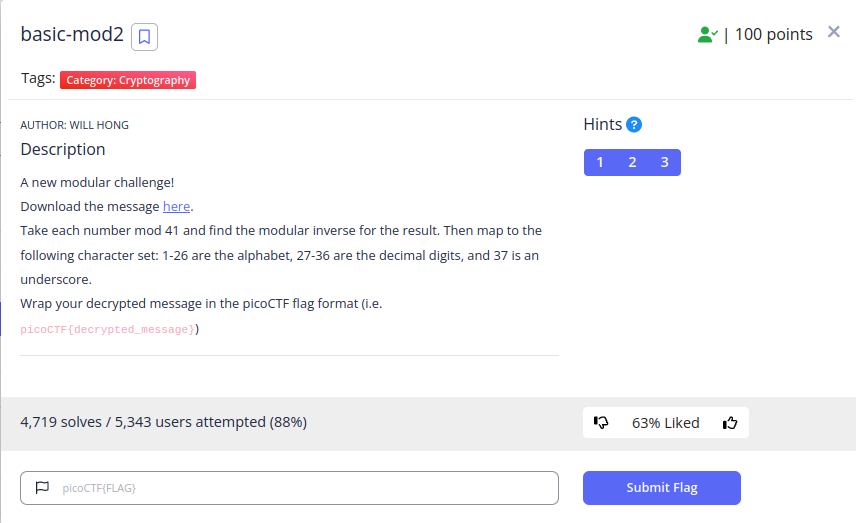 basic-mod2
| 100 points
Tags: Category: Cryptography
AUTHOR: WILL HONG
Description
A new modular challenge!
Download the message here.
Take each number mod 41 and find the modular inverse for the result. Then map to the
following character set: 1-26 are the alphabet, 27-36 are the decimal digits, and 37 is an
underscore.
Wrap your decrypted message in the picoCTF flag format (i.e.
picoCTF{decrypted_message})
Hints ?
1 2 3
4,719 solves / 5,343 users attempted (88%)
63% Liked
picoCTF{FLAG}
Submit Flag